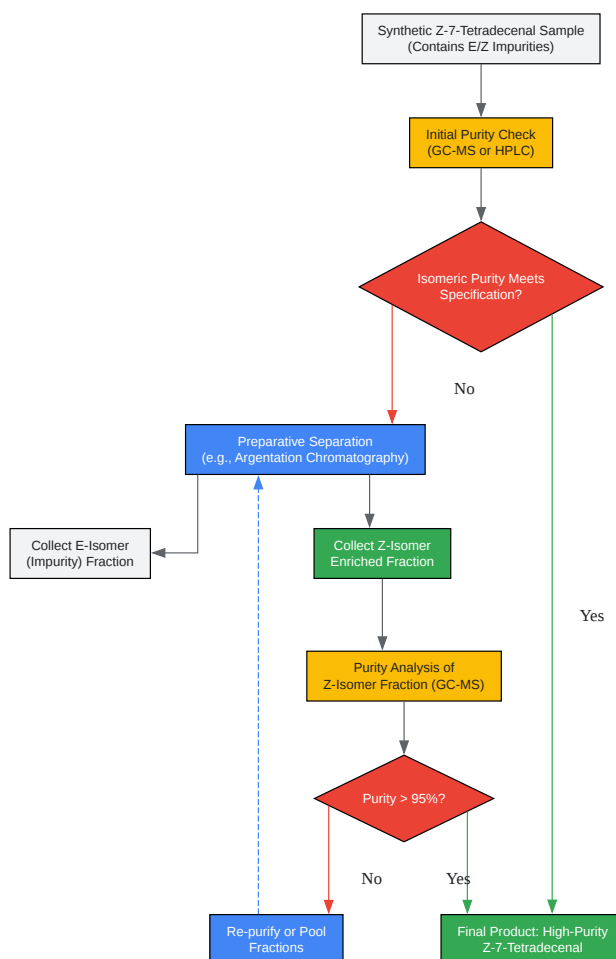 Synthetic Z-7-Tetradecenal Sample
(Contains E/Z Impurities)
Initial Purity Check
(GC-MS or HPLC)
Isomeric Purity Meets
Specification?
No
Preparative Separation
(e.g., Argentation Chromatography)
Collect E-Isomer
(Impurity) Fraction
Collect Z-Isomer
Enriched Fraction
Yes
Purity Analysis of
Z-Isomer Fraction (GC-MS)
Purity > 95%?
No
Yes
Re-purify or Pool
Fractions
Final Product: High-Purity
Z-7-Tetradecenal